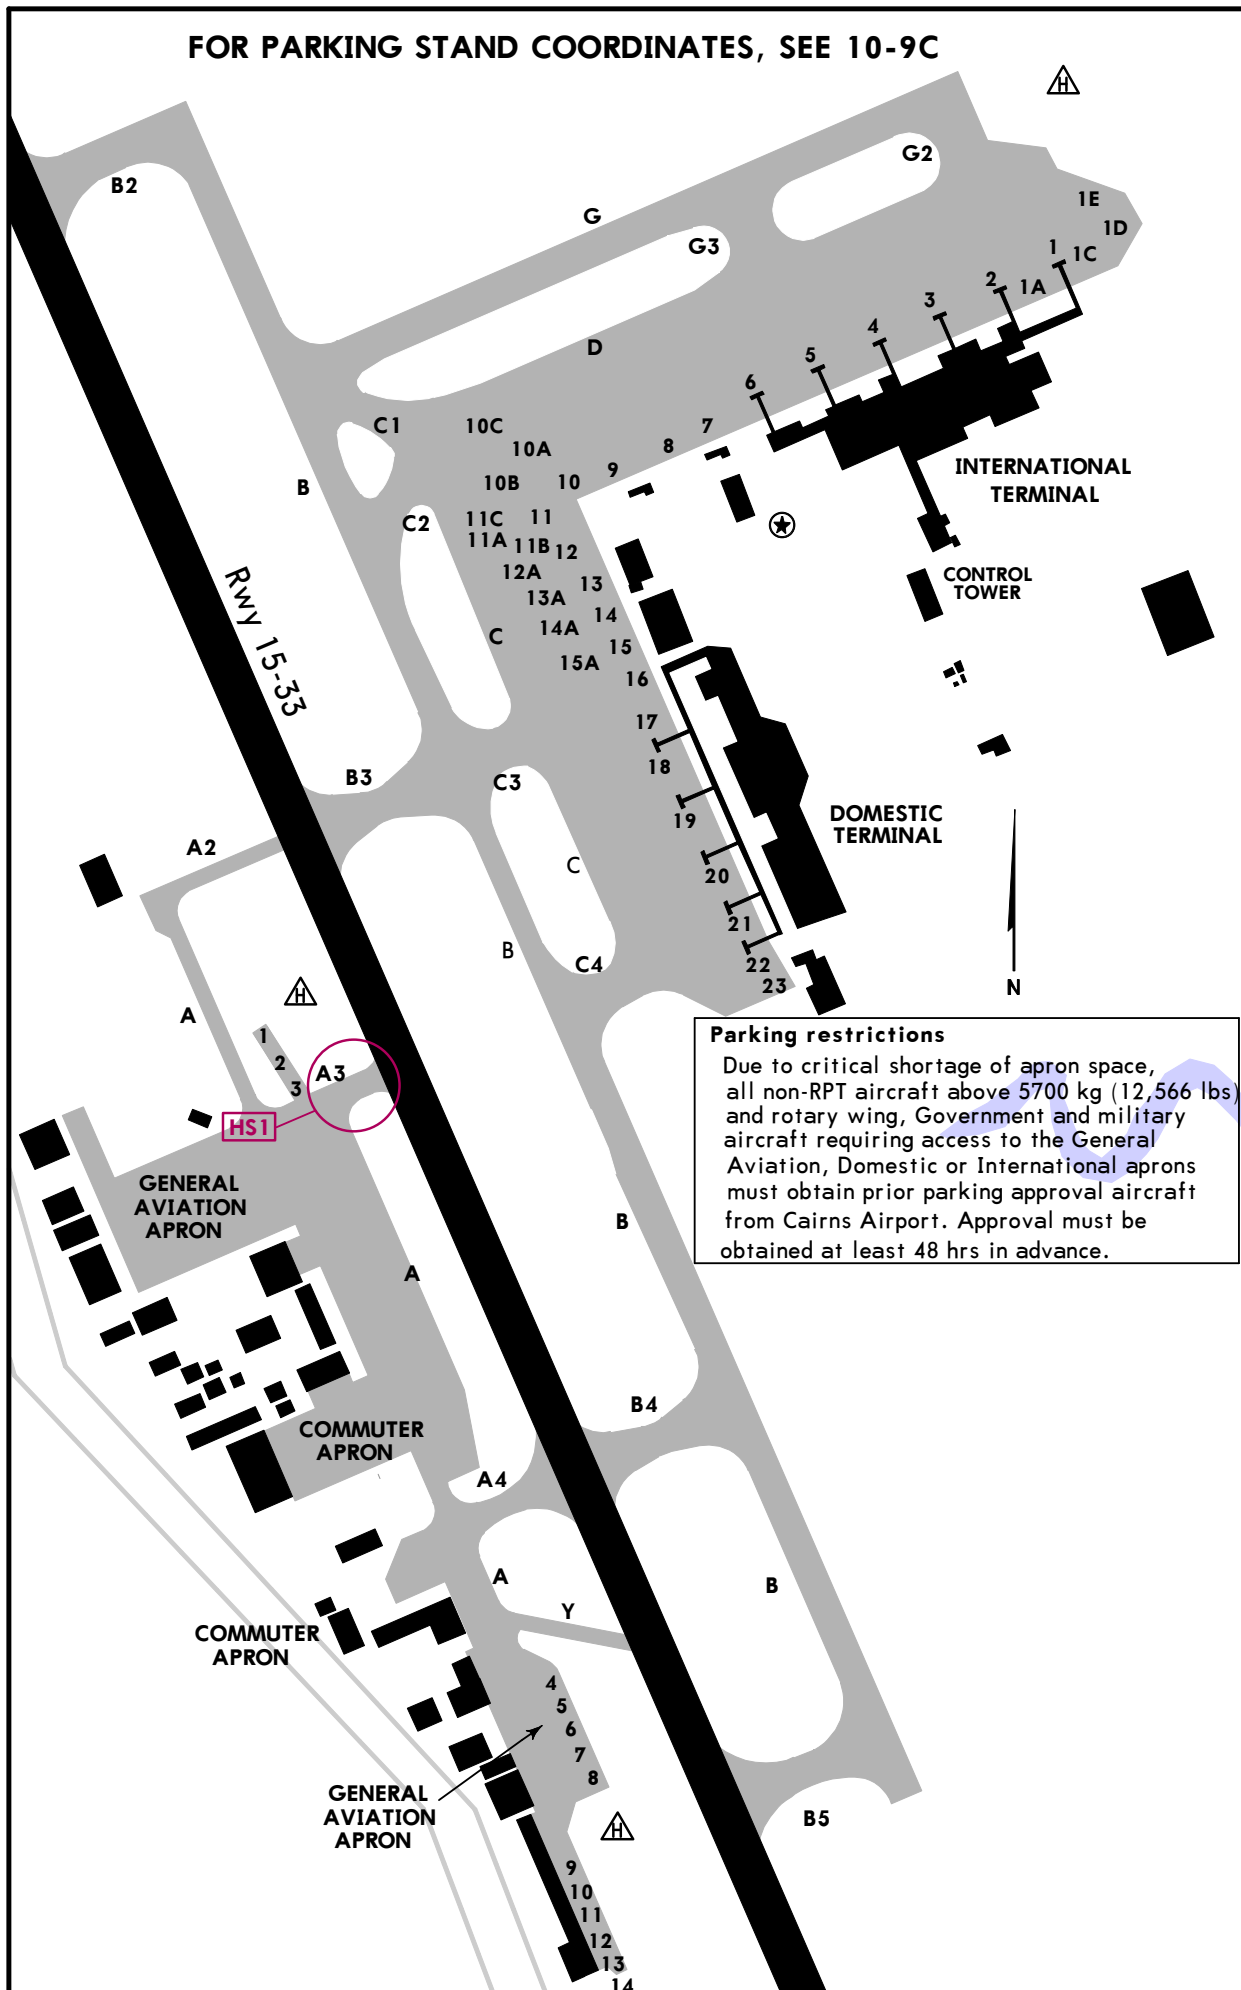 FOR PARKING STAND COORDINATES, SEE 10-9C
H
G2
B2
1E
G
1D
G3
1
1C
2
1A
3
4
D
5
6
C1
10C
7
10A
8
9
INTERNATIONAL
TERMINAL
B
10B
10
C2
11C
11
11A
11B
12
12A
13
CONTROL
TOWER
13A
Rwy 15-33
14
C
14A
15
15A
16
17
18
B3
C3
19
DOMESTIC
TERMINAL
A2
C
20
21
B
C4
22
23
N
H
A
1
2
3
A3
HS1
Parking restrictions
Due to critical shortage of apron space,
all non-RPT aircraft above 5700 kg (12,566 lbs)
and rotary wing, Government and military
aircraft requiring access to the General
Aviation, Domestic or International aprons
must obtain prior parking approval aircraft
from Cairns Airport. Approval must be
obtained at least 48 hrs in advance.
GENERAL
AVIATION
APRON
B
A
B4
COMMUTER
APRON
A4
A
B
Y
COMMUTER
APRON
4
5
6
7
8
GENERAL
AVIATION
APRON
H
B5
9
10
11
12
13
14